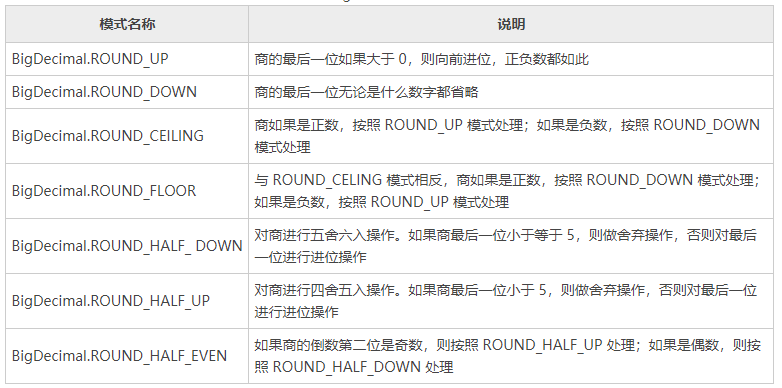 模式名称 说明
BigDecimal.ROUND_UP 商的最后一位如果大于 0，则向前进位，正负数都如此
BigDecimal.ROUND_DOWN 商的最后一位无论是什么数字都省略
BigDecimal.ROUND_CEILING 商如果是正数，按照 ROUND_UP 模式处理；如果是负数，按照 ROUND_DOWN
模式处理
BigDecimal.ROUND_FLOOR 与 ROUND_CELING 模式相反，商如果是正数，按照 ROUND_DOWN 模式处理；
如果是负数，按照 ROUND_UP 模式处理
BigDecimal.ROUND_HALF_ DOWN 对商进行五舍六入操作。如果商最后一位小于等于 5，则做舍弃操作，否则对最后
一位进行进位操作
BigDecimal.ROUND_HALF_UP 对商进行四舍五入操作。如果商最后一位小于 5，则做舍弃操作，否则对最后一位
进行进位操作
BigDecimal.ROUND_HALF_EVEN 如果商的倒数第二位是奇数，则按照 ROUND_HALF_UP 处理；如果是偶数，则按
照 ROUND_HALF_DOWN 处理